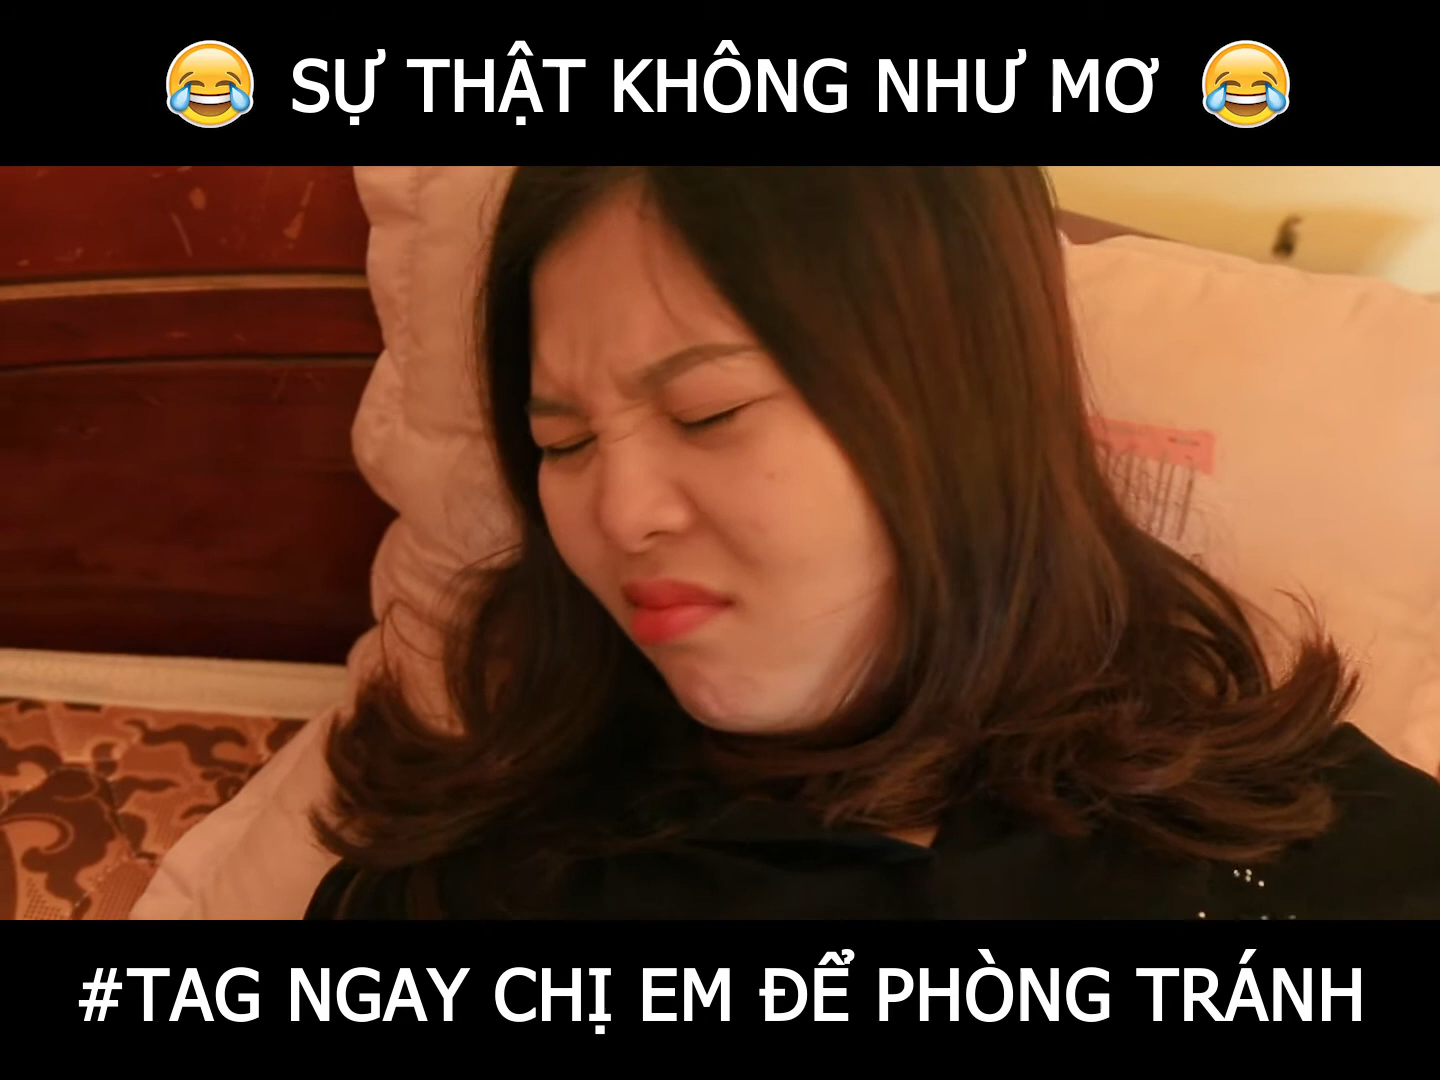 😂 SỰ THẬT KHÔNG NHƯ MƠ 😂
#TAG NGAY CHỊ EM ĐỂ PHÒNG TRÁNH